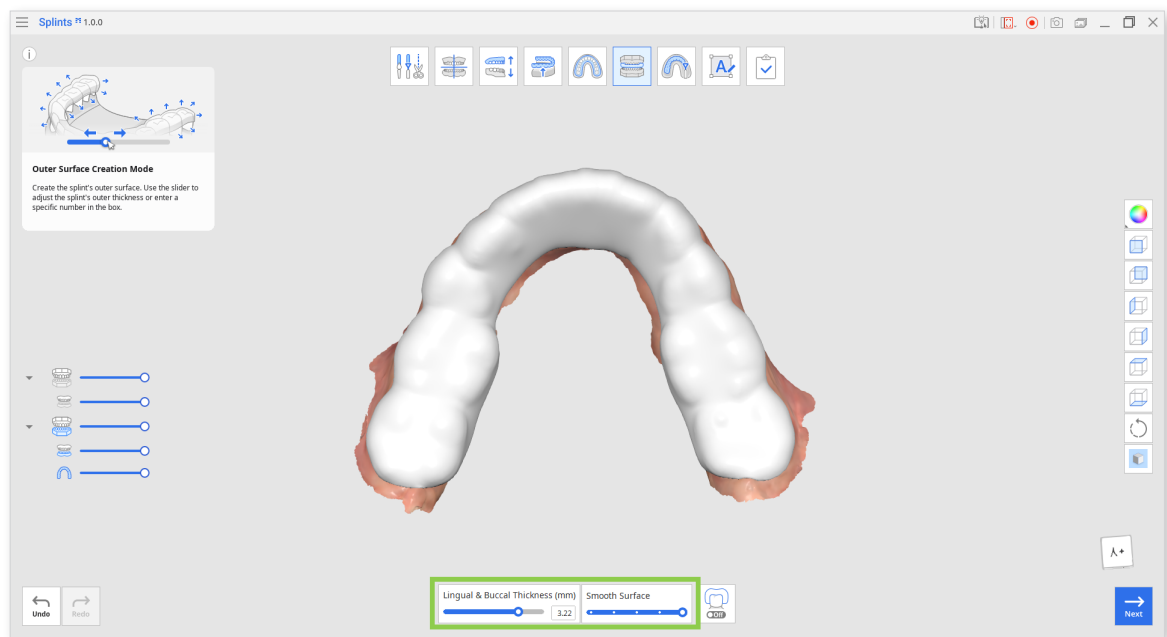 Splints 1.0.0
Outer Surface Creation Mode
Create the splint's outer surface. Use the slider to
adjust the splint's outer thickness or enter a
specific number in the box.
Lingual & Buccal Thickness (mm)
3.22
Smooth Surface
Off
Undo
Redo
Next